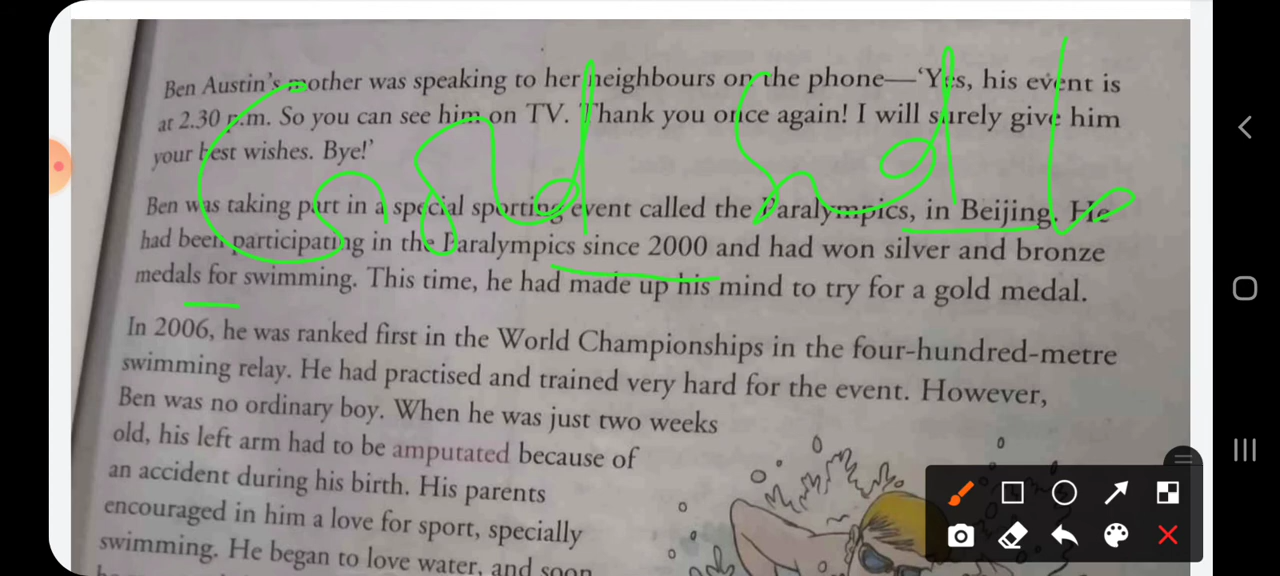 Ben Austin's mother was speaking to her neighbours on the phone—'Yes, his event is
at 2.30 p.m. So you can see him on TV. Thank you once again! I will surely give him
your best wishes. Bye!'
Ben was taking part in a special sporting event called the Paralympics, in Beijing. He
had been participating in the Paralympics since 2000 and had won silver and bronze
medals for swimming. This time, he had made up his mind to try for a gold medal.
In 2006, he was ranked first in the World Championships in the four-hundred-metre
swimming relay. He had practised and trained very hard for the event. However,
Ben was no ordinary boy. When he was just two weeks
old, his left arm had to be amputated because of
an accident during his birth. His parents
encouraged in him a love for sport, specially
swimming. He began to love water, and soon